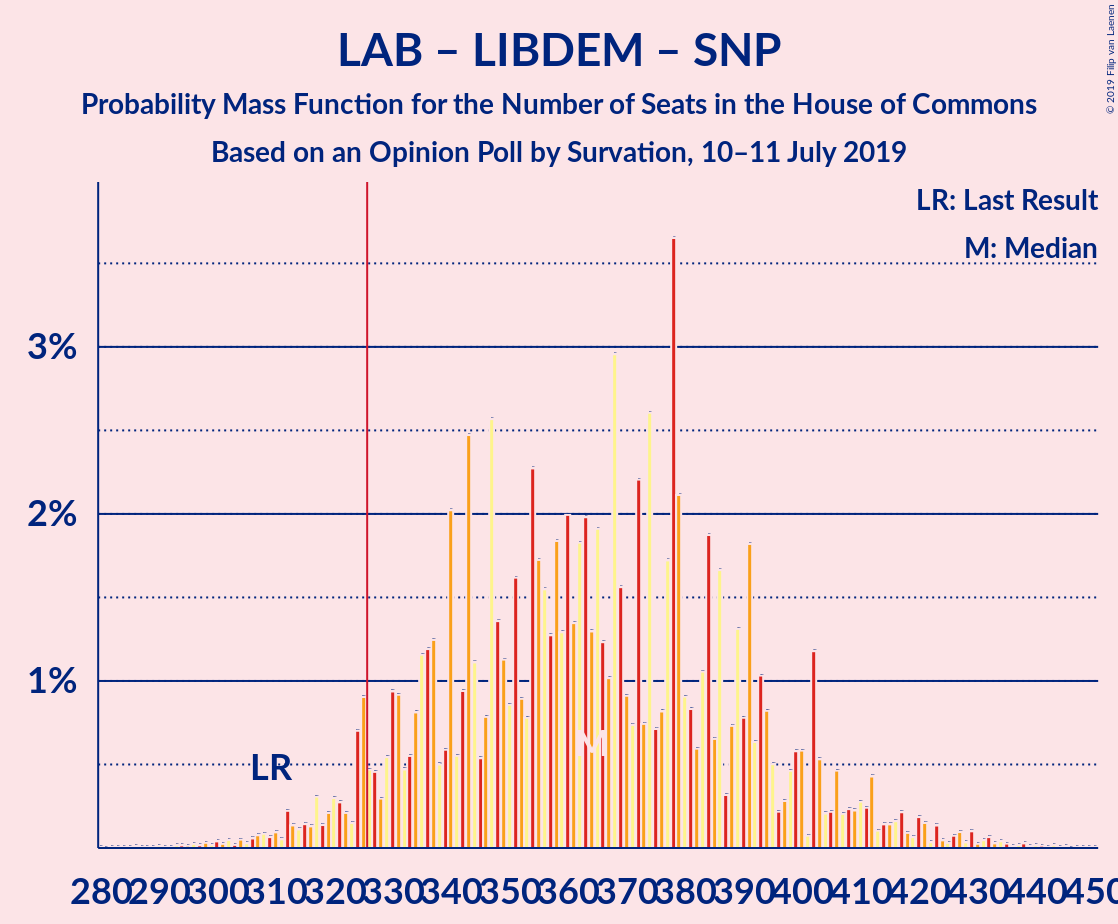 LAB – LIBDEM – SNP
Probability Mass Function for the Number of Seats in the House of Commons
Based on an Opinion Poll by Survation, 10–11 July 2019
© 2019 Filip van Laenen
LR: Last Result
M: Median
3%
2%
1%
LR
M
280 290 300 310 320 330 340 350 360 370 380 390 400 410 420 430 440 450